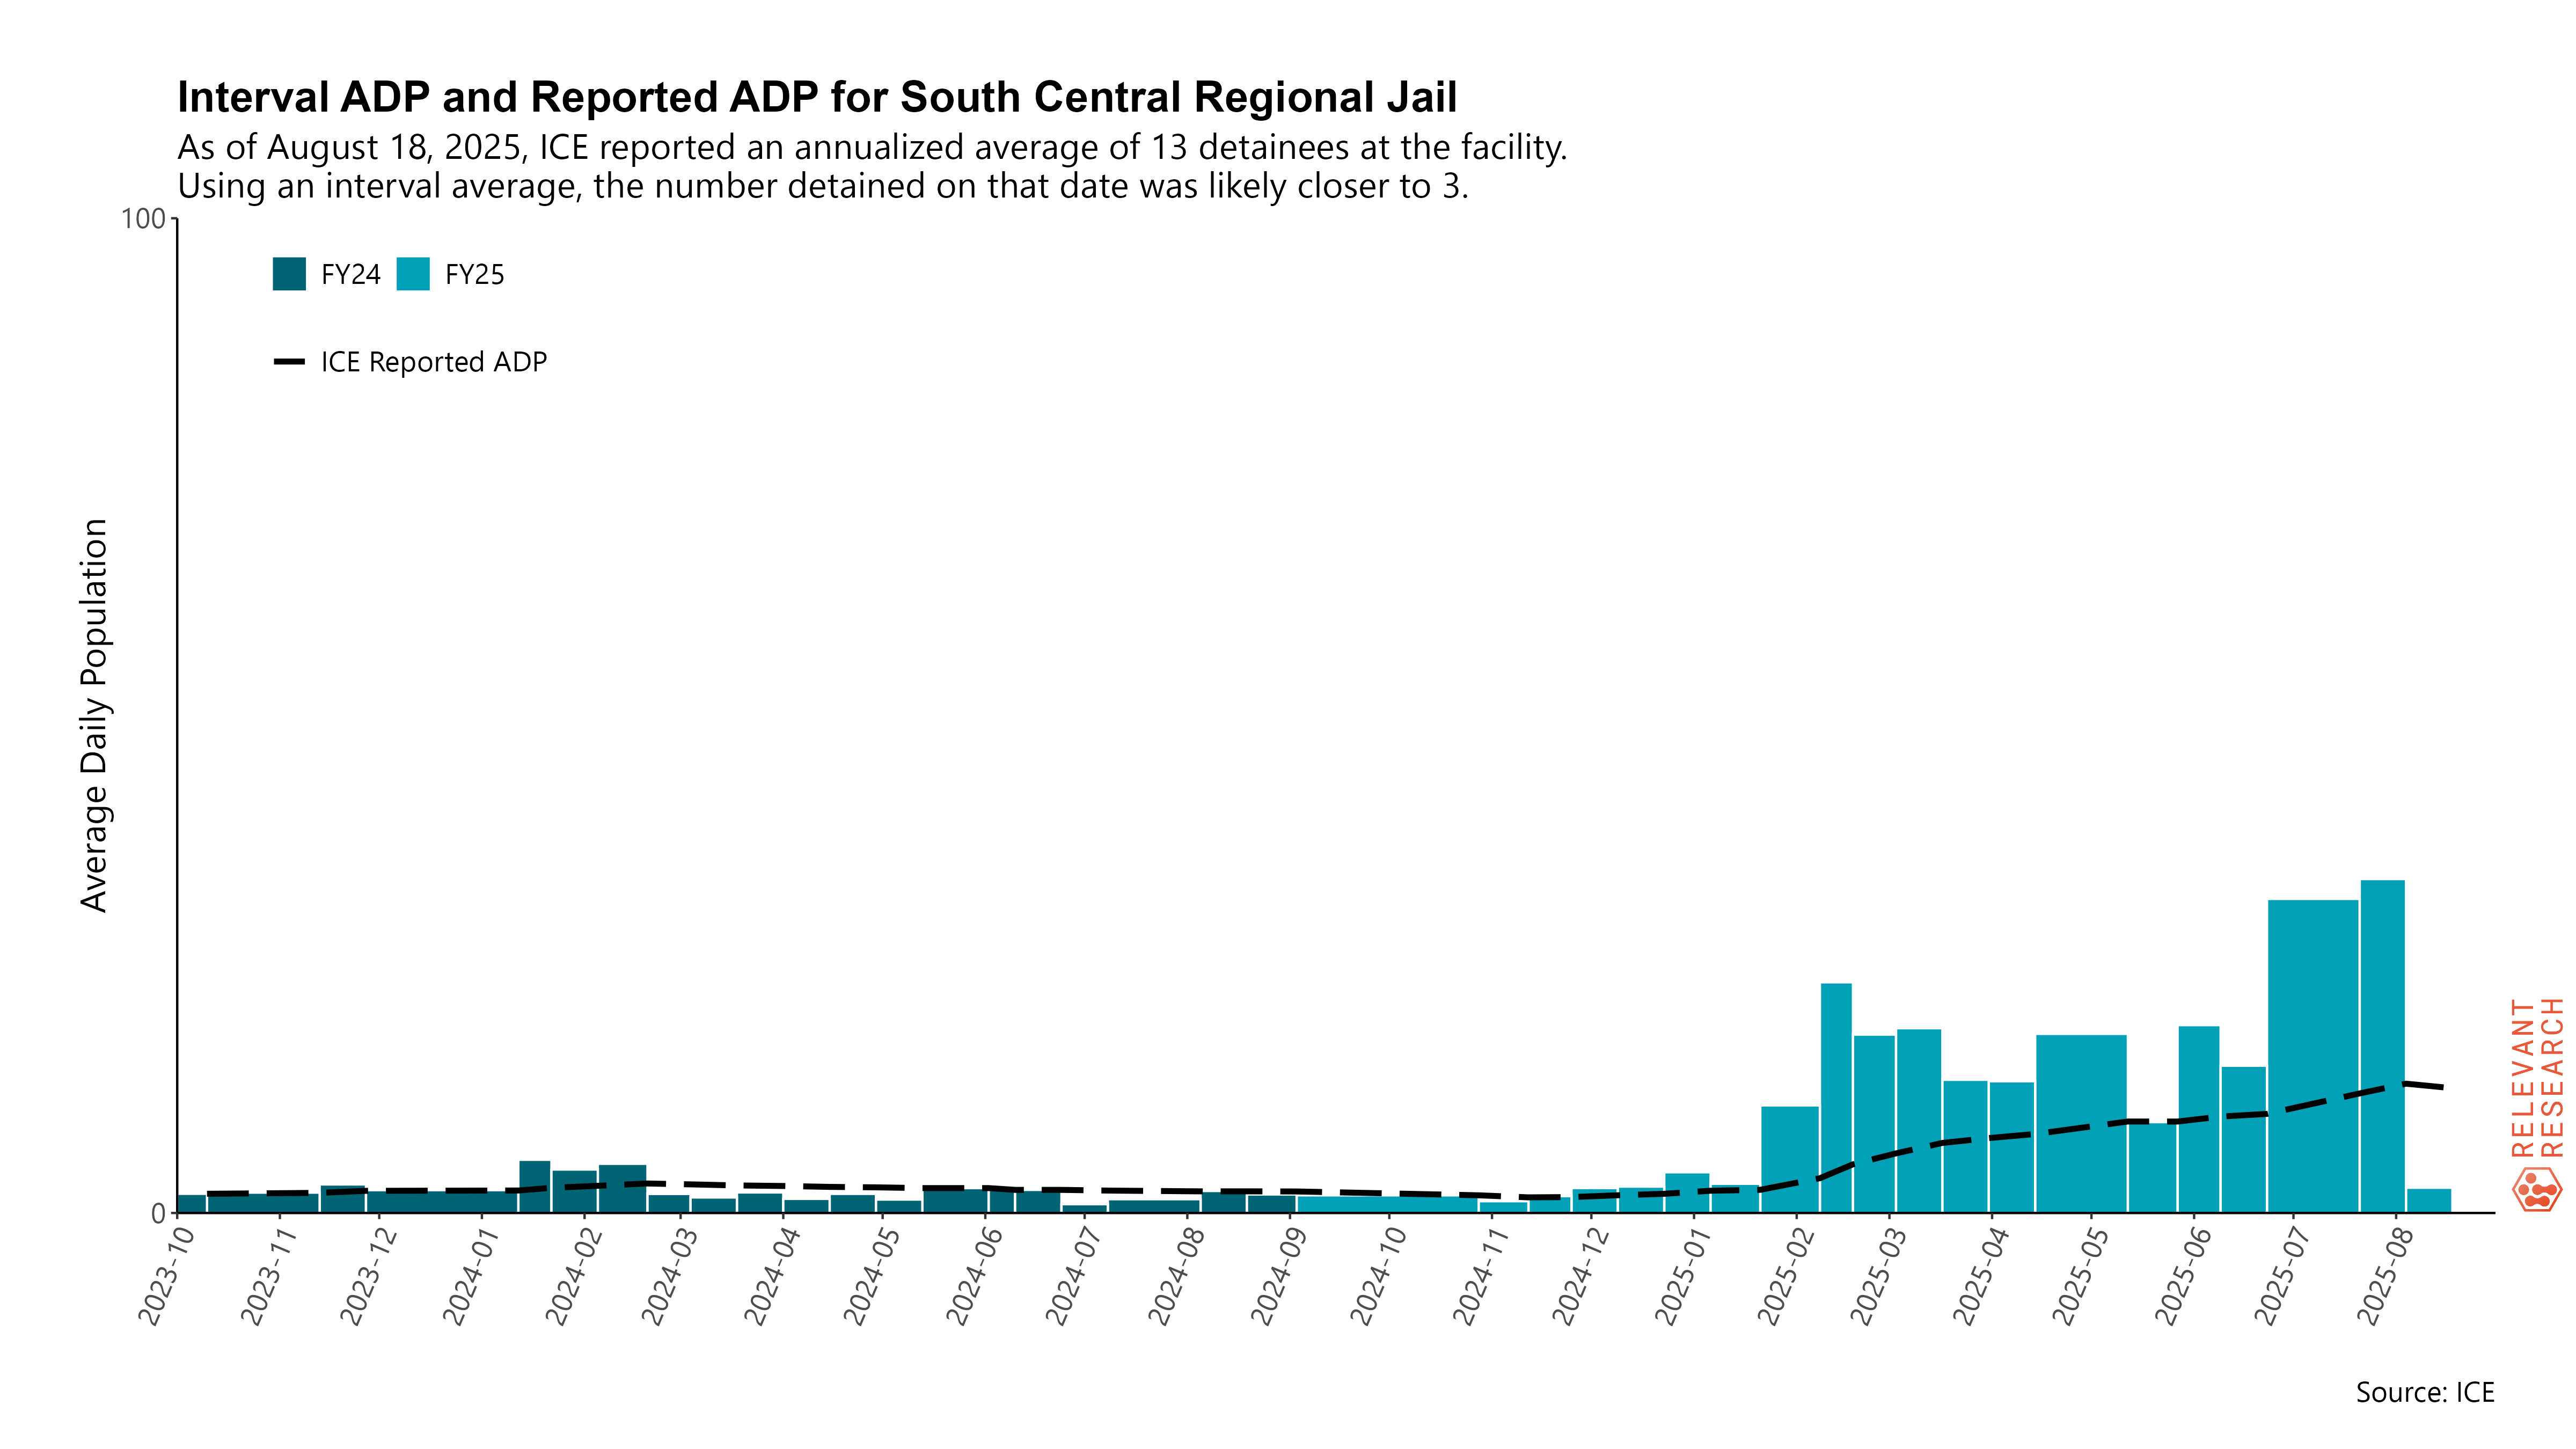 Interval ADP and Reported ADP for South Central Regional Jail
As of August 18, 2025, ICE reported an annualized average of 13 detainees at the facility.
Using an interval average, the number detained on that date was likely closer to 3.
100
FY24 FY25
ICE Reported ADP
Average Daily Population
0
2023-10
2023-11
2023-12
2024-01
2024-02
2024-03
2024-04
2024-05
2024-06
2024-07
2024-08
2024-09
2024-10
2024-11
2024-12
2025-01
2025-02
2025-03
2025-04
2025-05
2025-06
2025-07
2025-08
RELEVANT
RESEARCH
Source: ICE